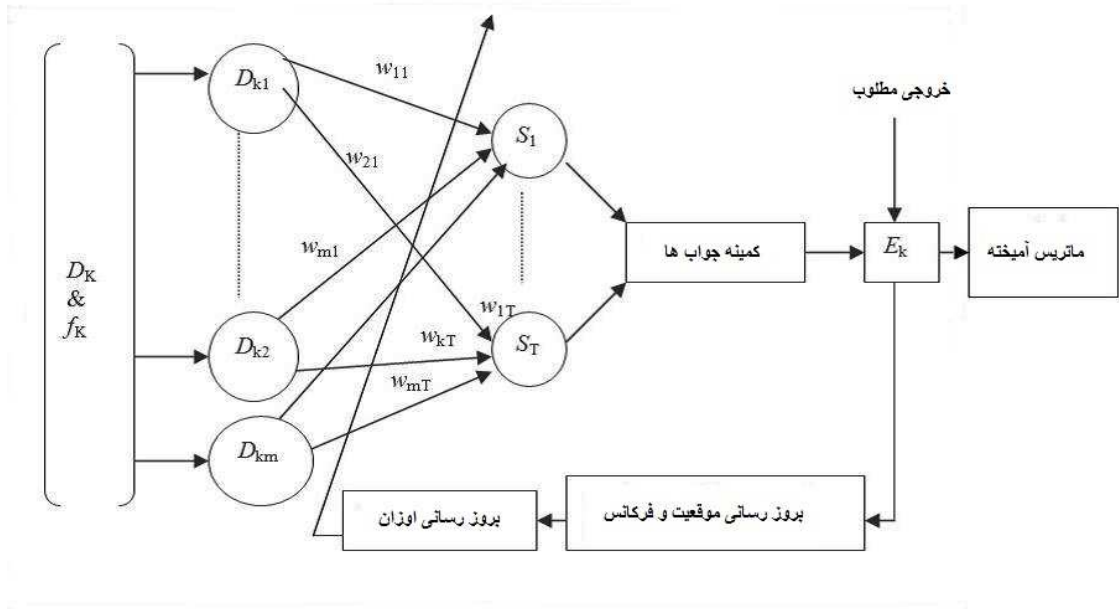 D_K
&
f_K
D_k1
D_k2
D_km
w_11
w_21
w_m1
w_1T
w_kT
w_mT
S_1
S_T
کمینه جواب ها
خروجی مطلوب
E_k
ماتریس آمیخته
بروز رسانی موقعیت و فرکانس
بروز رسانی اوزان